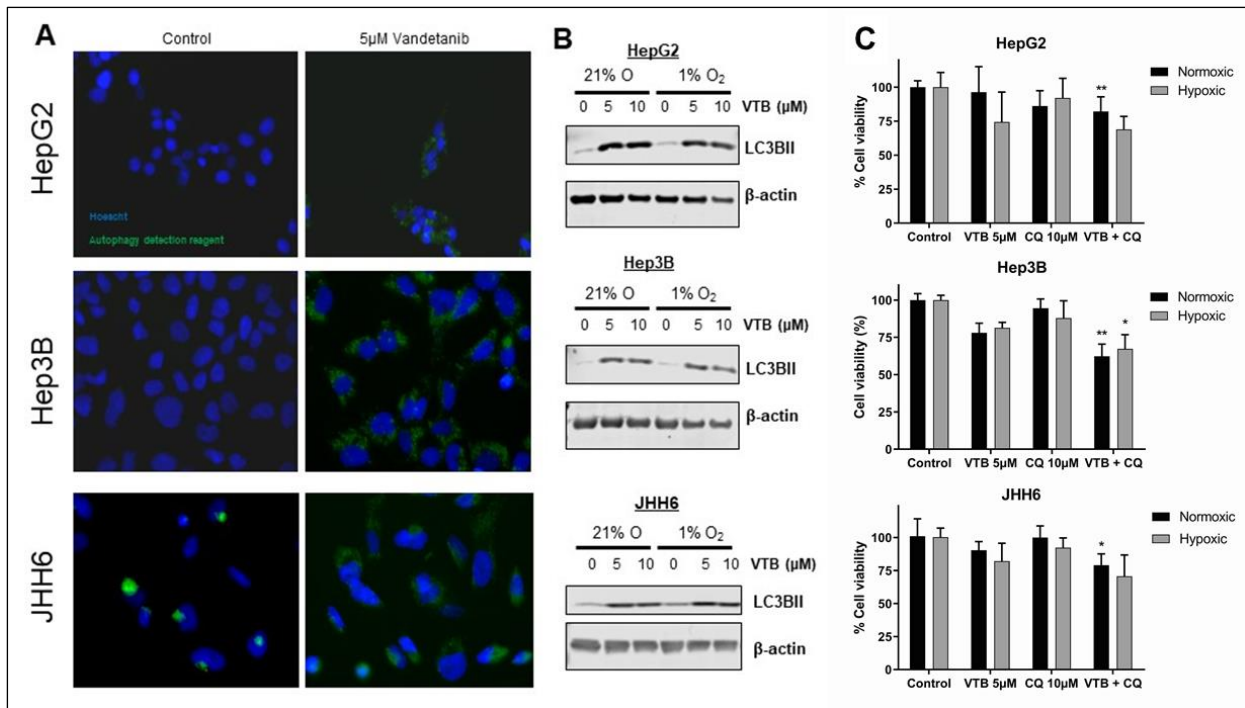 A
Control
5µM Vandetanib
HepG2
Hoescht
Autophagy detection reagent
Hep3B
JHH6
B
HepG2
21% O 1% O₂
0 5 10 0 5 10 VTB (µM)
LC3BII
β-actin
Hep3B
21% O 1% O₂
0 5 10 0 5 10 VTB (µM)
LC3BII
β-actin
JHH6
21% O 1% O₂
0 5 10 0 5 10 VTB (µM)
LC3BII
β-actin
C
HepG2
% Cell viability
100
75
50
25
0
**
Control VTB 5µM CQ 10µM VTB + CQ
Normoxic
Hypoxic
Hep3B
Cell viability (%)
100
75
50
25
0
** *
Control VTB 5µM CQ 10µM VTB + CQ
Normoxic
Hypoxic
JHH6
% Cell viability
100
75
50
25
0
*
Control VTB 5µM CQ 10µM VTB + CQ
Normoxic
Hypoxic